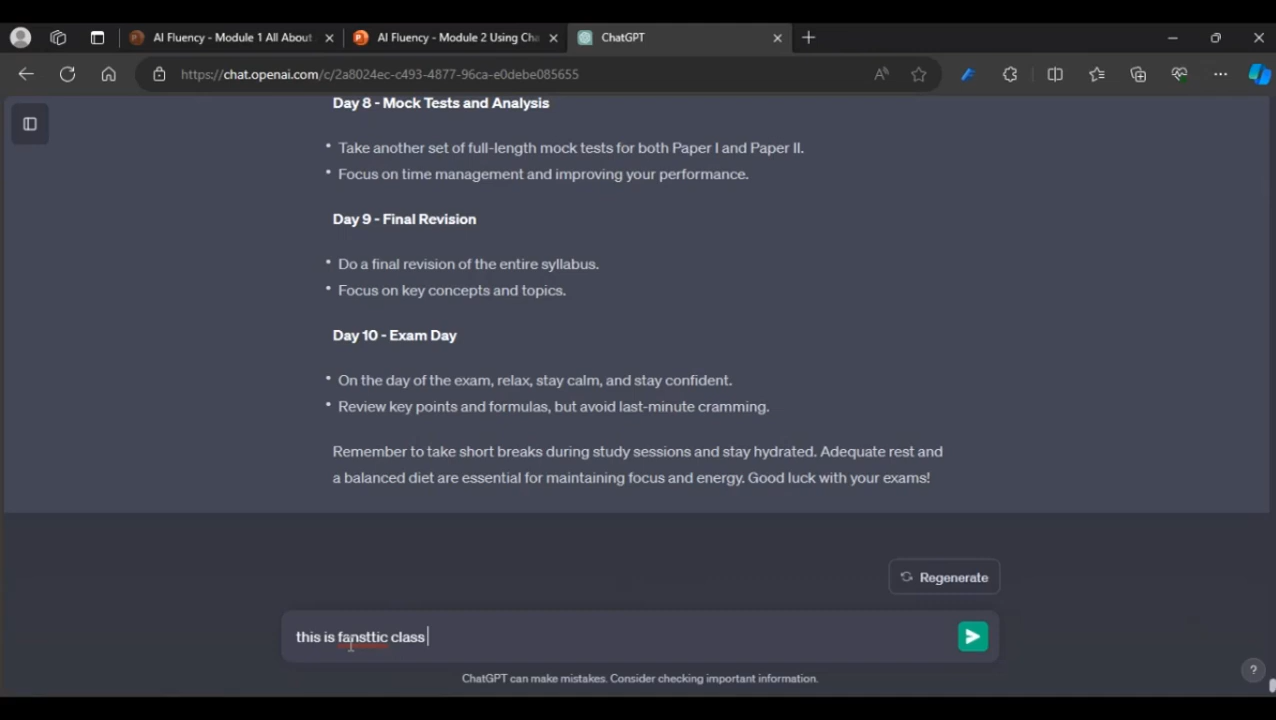 AI Fluency - Module 1 All About
AI Fluency - Module 2 Using Cha
ChatGPT
https://chat.openai.com/c/2a8024ec-c493-4877-96ca-e0debe085655
Day 8 - Mock Tests and Analysis
• Take another set of full-length mock tests for both Paper I and Paper II.
• Focus on time management and improving your performance.
Day 9 - Final Revision
• Do a final revision of the entire syllabus.
• Focus on key concepts and topics.
Day 10 - Exam Day
• On the day of the exam, relax, stay calm, and stay confident.
• Review key points and formulas, but avoid last-minute cramming.
Remember to take short breaks during study sessions and stay hydrated. Adequate rest and
a balanced diet are essential for maintaining focus and energy. Good luck with your exams!
Regenerate
this is fansttic class
ChatGPT can make mistakes. Consider checking important information.